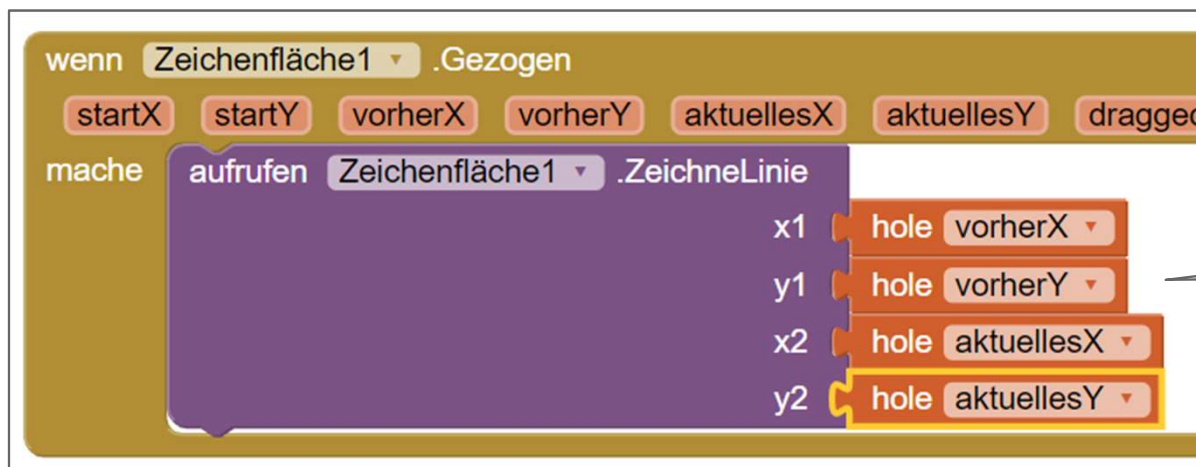 wenn Zeichenfläche1 .Gezogen
startX startY vorherX vorherY aktuellesX aktuellesY dragged
mache aufrufen Zeichenfläche1 .ZeichneLinie
x1 hole vorherX
y1 hole vorherY
x2 hole aktuellesX
y2 hole aktuellesY